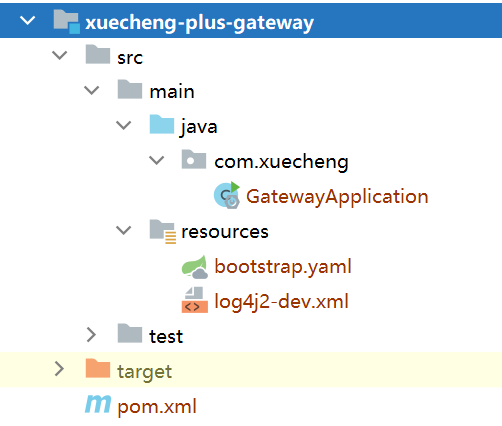 xuecheng-plus-gateway
src
main
java
com.xuecheng
GatewayApplication
resources
bootstrap.yaml
log4j2-dev.xml
test
target
pom.xml